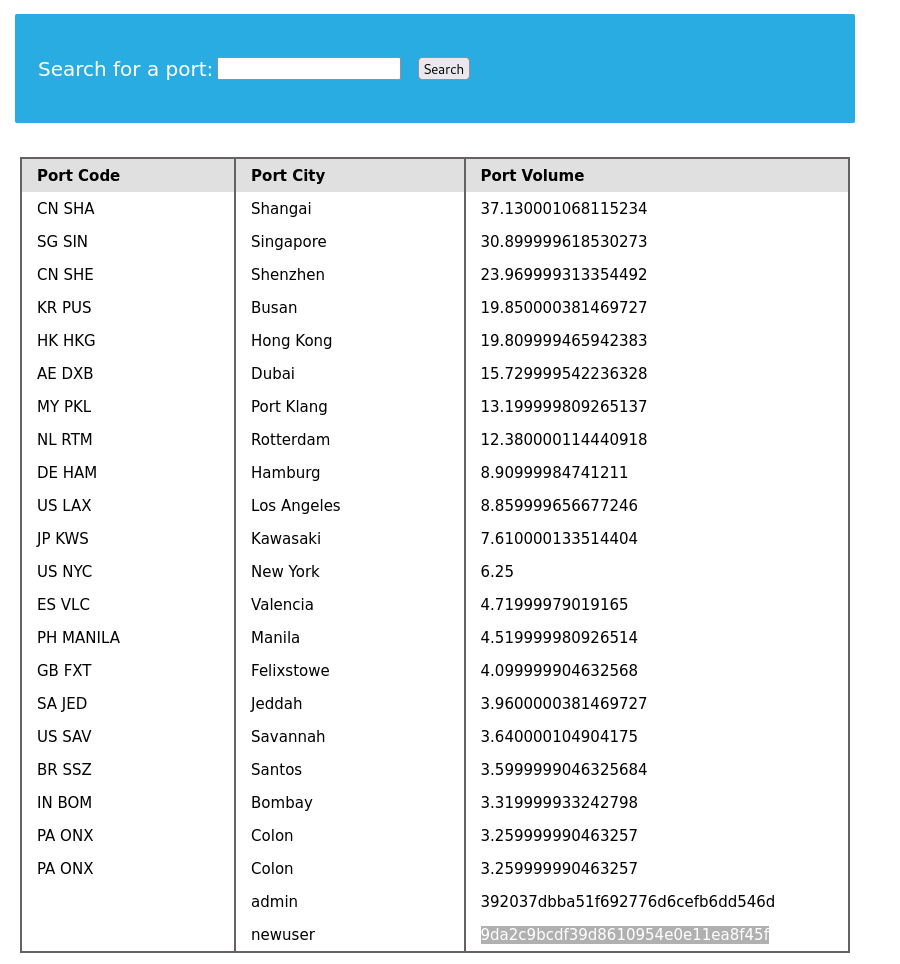 Search for a port: Search
Port Code Port City Port Volume
CN SHA Shangai 37.130001068115234
SG SIN Singapore 30.899999618530273
CN SHE Shenzhen 23.969999313354492
KR PUS Busan 19.850000381469727
HK HKG Hong Kong 19.809999465942383
AE DXB Dubai 15.729999542236328
MY PKL Port Klang 13.199999809265137
NL RTM Rotterdam 12.380000114440918
DE HAM Hamburg 8.90999984741211
US LAX Los Angeles 8.859999656677246
JP KWS Kawasaki 7.610000133514404
US NYC New York 6.25
ES VLC Valencia 4.71999979019165
PH MANILA Manila 4.519999980926514
GB FXT Felixstowe 4.099999904632568
SA JED Jeddah 3.9600000381469727
US SAV Savannah 3.640000104904175
BR SSZ Santos 3.5999999046325684
IN BOM Bombay 3.319999933242798
PA ONX Colon 3.259999990463257
PA ONX Colon 3.259999990463257
admin 392037dbba51f692776d6cefb6dd546d
newuser 9da2c9bcdf39d8610954e0e11ea8f45f